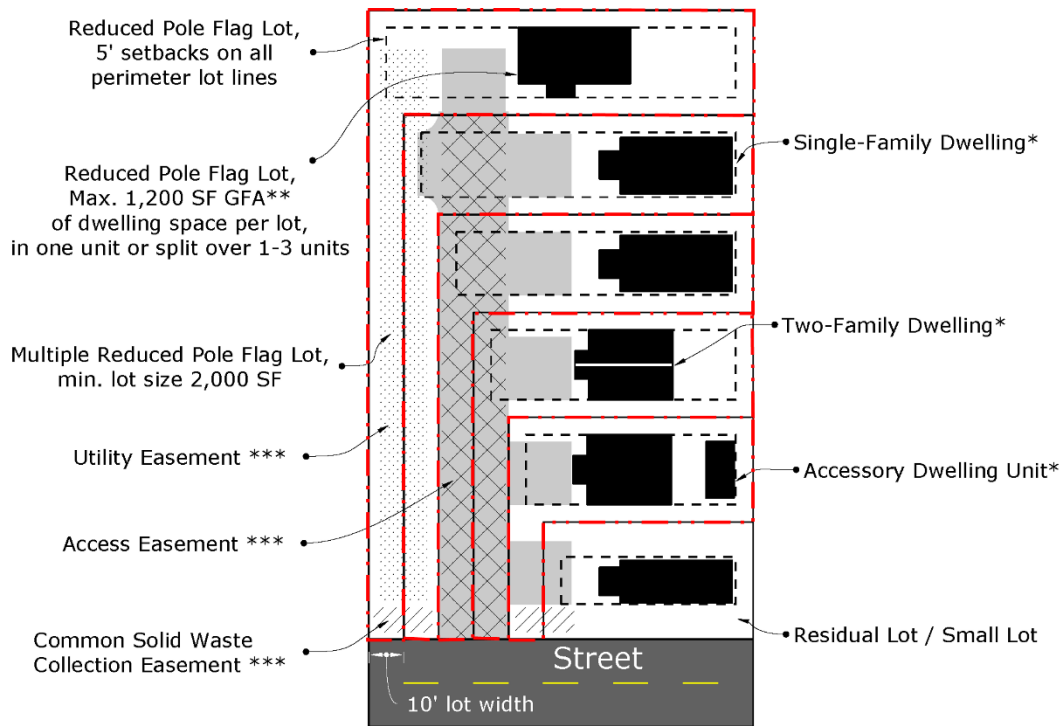 Reduced Pole Flag Lot,
5' setbacks on all
perimeter lot lines
Reduced Pole Flag Lot,
Max. 1,200 SF GFA**
of dwelling space per lot,
in one unit or split over 1-3 units
Multiple Reduced Pole Flag Lot,
min. lot size 2,000 SF
Utility Easement ***
Access Easement ***
Common Solid Waste
Collection Easement ***
Single-Family Dwelling*
Two-Family Dwelling*
Accessory Dwelling Unit*
Residual Lot / Small Lot
Street
10' lot width